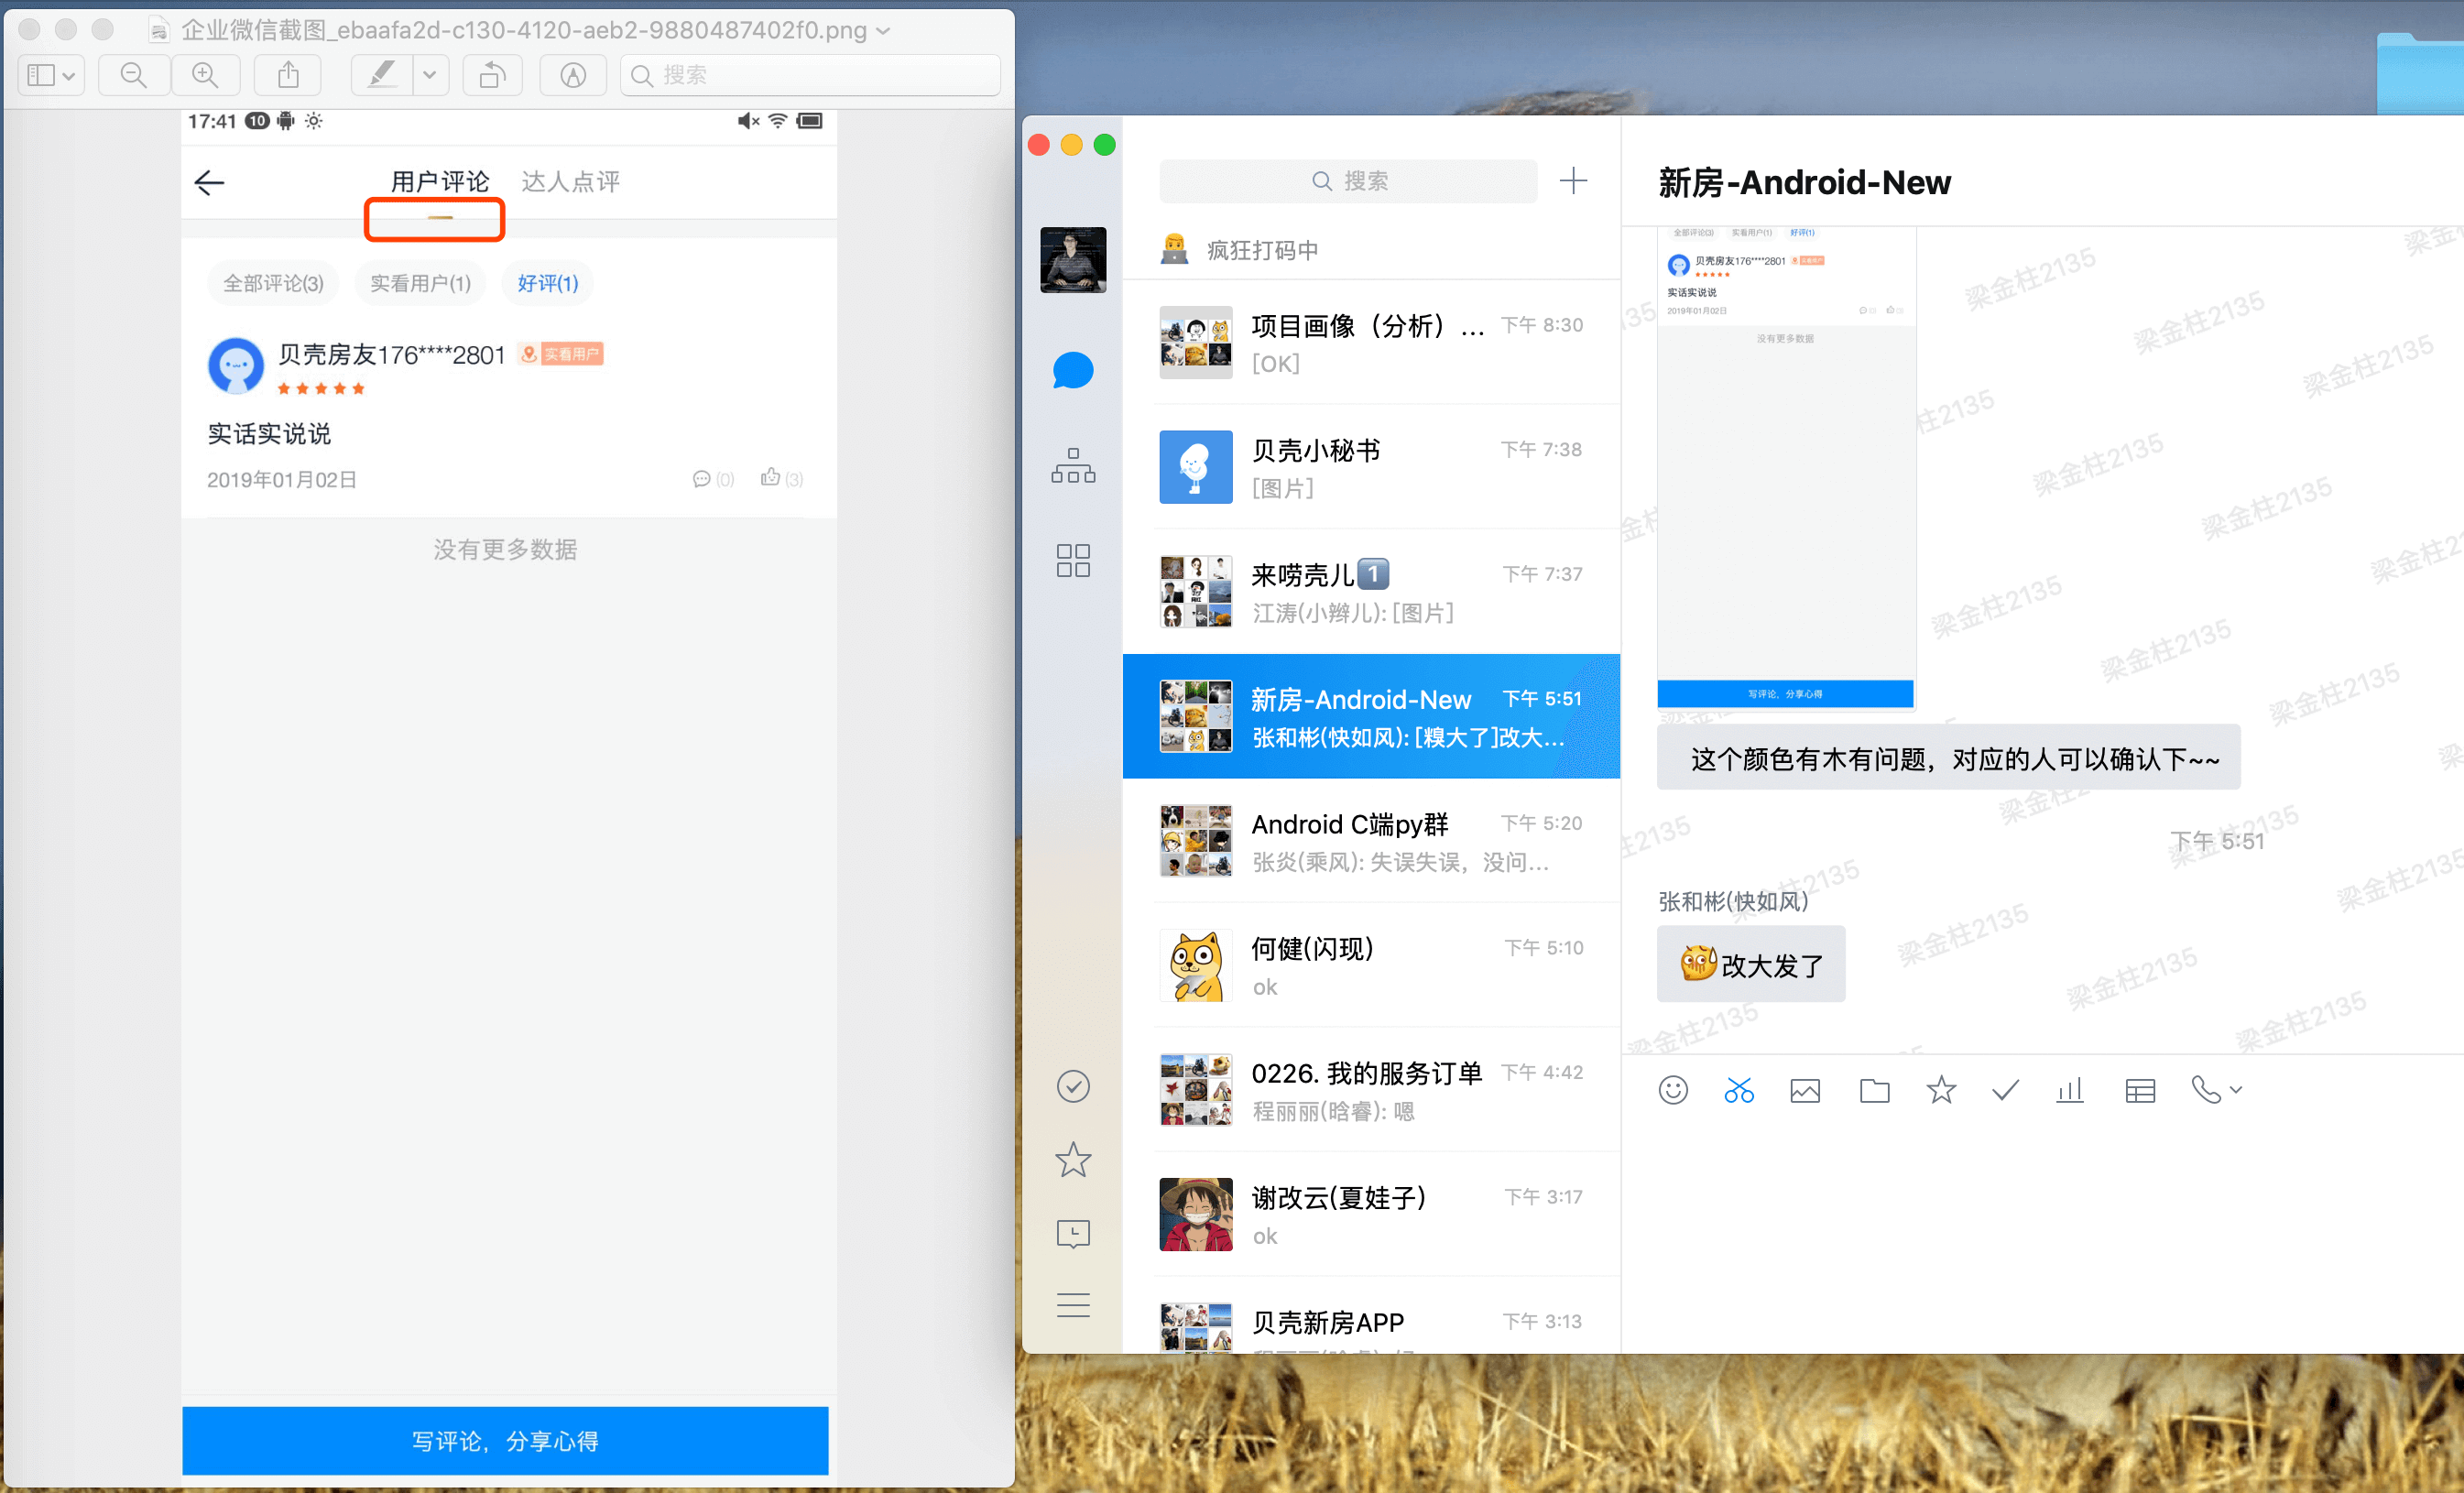 企业微信截图_ebaafa2d-c130-4120-aeb2-9880487402f0.png
搜索
17:41 10
用户评论 达人点评
全部评论(3) 实看用户(1) 好评(1)
贝壳房友176****2801 实看用户
实话实说说
2019年01月02日 (0) (3)
没有更多数据
写评论，分享心得
搜索
疯狂打码中
项目画像（分析）... 下午 8:30
[OK]
贝壳小秘书 下午 7:38
[图片]
来唠壳儿1 下午 7:37
江涛(小辫儿): [图片]
新房-Android-New 下午 5:51
张和彬(快如风): [糗大了]改大...
Android C端py群 下午 5:20
张炎(乘风): 失误失误，没问...
何健(闪现) 下午 5:10
ok
0226. 我的服务订单 下午 4:42
程丽丽(晗睿): 嗯
谢改云(夏娃子) 下午 3:17
ok
贝壳新房APP 下午 3:13
新房-Android-New
全部评论(3) 实看用户(1) 好评(1)
贝壳房友176****2801 实看用户
实话实说说
2019年01月02日
没有更多数据
写评论，分享心得
这个颜色有木有问题，对应的人可以确认下~~
下午 5:51
张和彬(快如风)
改大发了
梁金柱2135